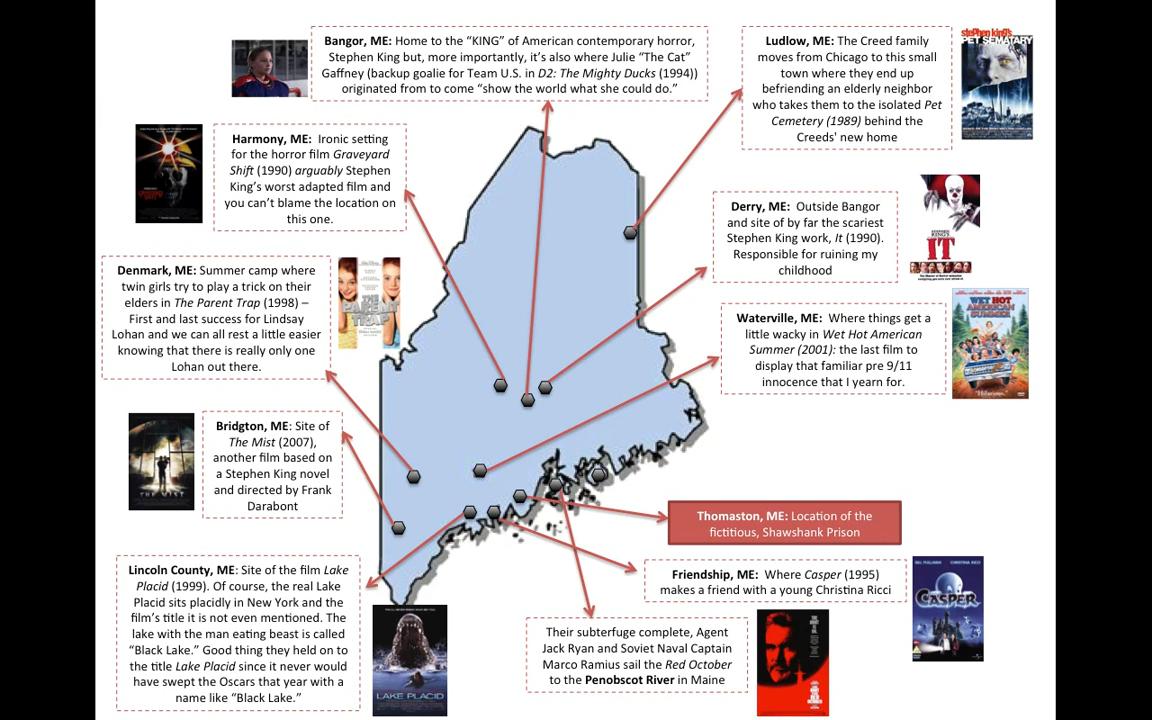 Bangor, ME: Home to the “KING” of American contemporary horror,
Stephen King but, more importantly, it’s also where Julie “The Cat”
Gaffney (backup goalie for Team U.S. in D2: The Mighty Ducks (1994))
originated from to come “show the world what she could do.”
Ludlow, ME: The Creed family
moves from Chicago to this small
town where they end up
befriending an elderly neighbor
who takes them to the isolated Pet
Cemetery (1989) behind the
Creeds' new home
stephen king's
PET SEMATARY
Harmony, ME: Ironic setting
for the horror film Graveyard
Shift (1990) arguably Stephen
King’s worst adapted film and
you can’t blame the location on
this one.
Derry, ME: Outside Bangor
and site of by far the scariest
Stephen King work, It (1990).
Responsible for ruining my
childhood
STEPHEN
KING'S
IT
Denmark, ME: Summer camp where
twin girls try to play a trick on their
elders in The Parent Trap (1998) –
First and last success for Lindsay
Lohan and we can all rest a little easier
knowing that there is really only one
Lohan out there.
THE
PARENT
TRAP
Waterville, ME: Where things get a
little wacky in Wet Hot American
Summer (2001): the last film to
display that familiar pre 9/11
innocence that I yearn for.
WET HOT
AMERICAN
SUMMER
Bridgton, ME: Site of
The Mist (2007),
another film based on
a Stephen King novel
and directed by Frank
Darabont
THE MIST
Thomaston, ME: Location of the
fictitious, Shawshank Prison
Lincoln County, ME: Site of the film Lake
Placid (1999). Of course, the real Lake
Placid sits placidly in New York and the
film’s title it is not even mentioned. The
lake with the man eating beast is called
“Black Lake.” Good thing they held on to
the title Lake Placid since it never would
have swept the Oscars that year with a
name like “Black Lake.”
LAKE PLACID
Friendship, ME: Where Casper (1995)
makes a friend with a young Christina Ricci
BILL PULLMAN CHRISTINA RICCI
CASPER
Their subterfuge complete, Agent
Jack Ryan and Soviet Naval Captain
Marco Ramius sail the Red October
to the Penobscot River in Maine
THE
HUNT
FOR
RED
OCTOBER